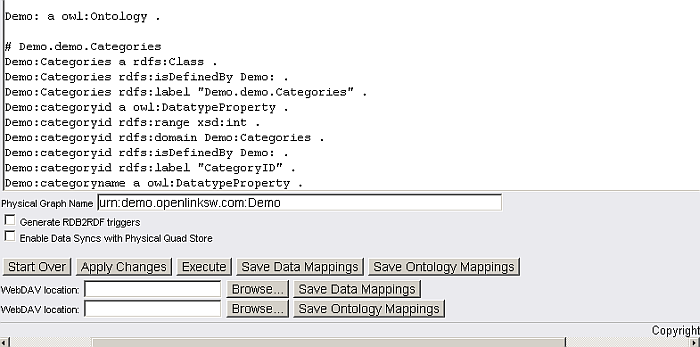 Demo: a owl:Ontology .
# Demo.demo.Categories
Demo:Categories a rdfs:Class .
Demo:Categories rdfs:isDefinedBy Demo: .
Demo:Categories rdfs:label "Demo.demo.Categories" .
Demo:categoryid a owl:DatatypeProperty .
Demo:categoryid rdfs:range xsd:int .
Demo:categoryid rdfs:domain Demo:Categories .
Demo:categoryid rdfs:isDefinedBy Demo: .
Demo:categoryid rdfs:label "CategoryID" .
Demo:categoryname a owl:DatatypeProperty .
Physical Graph Name urn:demo.openlinksw.com:Demo
Generate RDB2RDF triggers
Enable Data Syncs with Physical Quad Store
Start Over Apply Changes Execute Save Data Mappings Save Ontology Mappings
WebDAV location: Browse... Save Data Mappings
WebDAV location: Browse... Save Ontology Mappings
Copyright